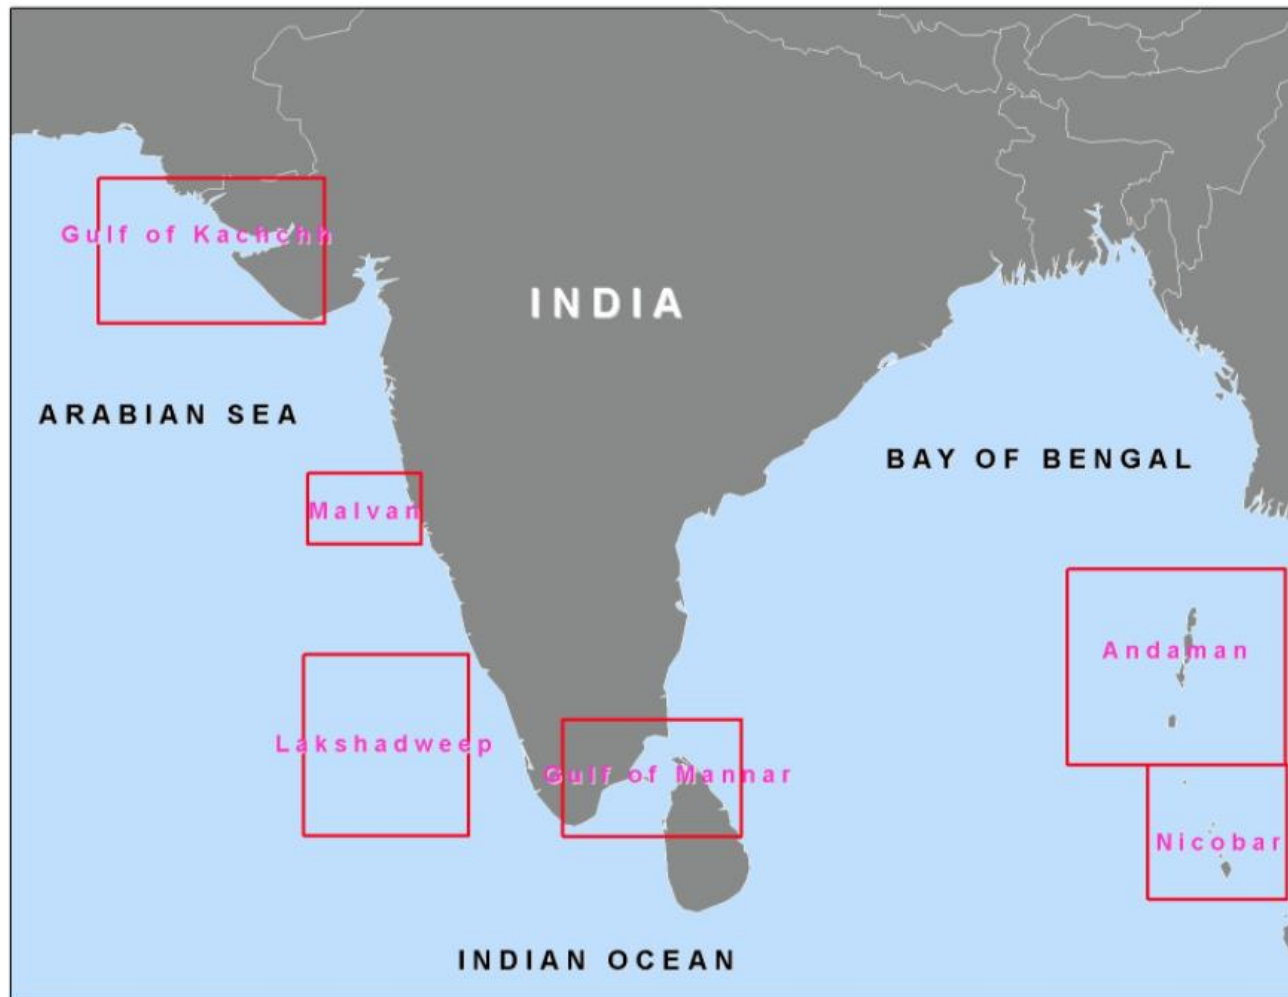 Gulf of Kachchh
INDIA
ARABIAN SEA
BAY OF BENGAL
Malvan
Andaman
Lakshadweep
Gulf of Mannar
Nicobar
INDIAN OCEAN